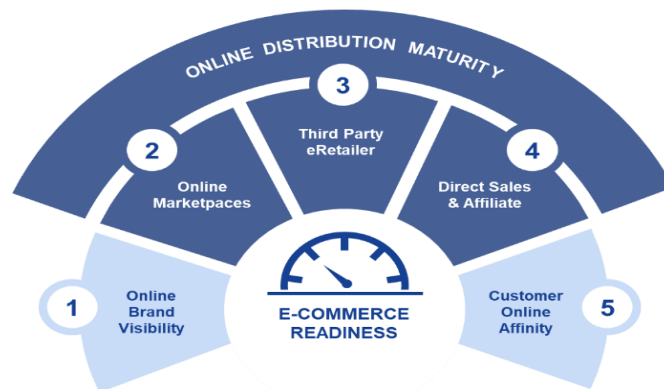 ONLINE DISTRIBUTION MATURITY
1
Online
Brand
Visibility
2
Online
Marketpaces
3
Third Party
eRetailer
4
Direct Sales
& Affiliate
5
Customer
Online
Affinity
E-COMMERCE
READINESS